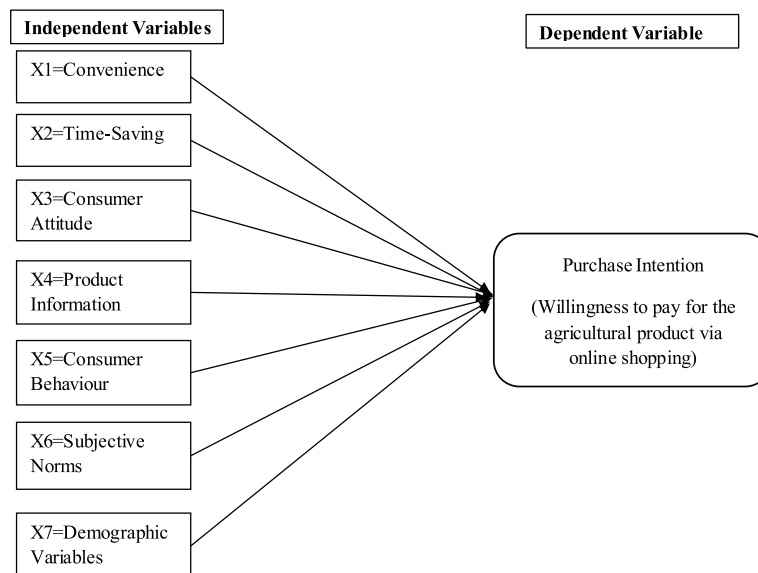 Independent Variables
Dependent Variable
X1=Convenience
X2=Time-Saving
X3=Consumer
Attitude
X4=Product
Information
X5=Consumer
Behaviour
X6=Subjective
Norms
X7=Demographic
Variables
Purchase Intention
(Willingness to pay for the
agricultural product via
online shopping)